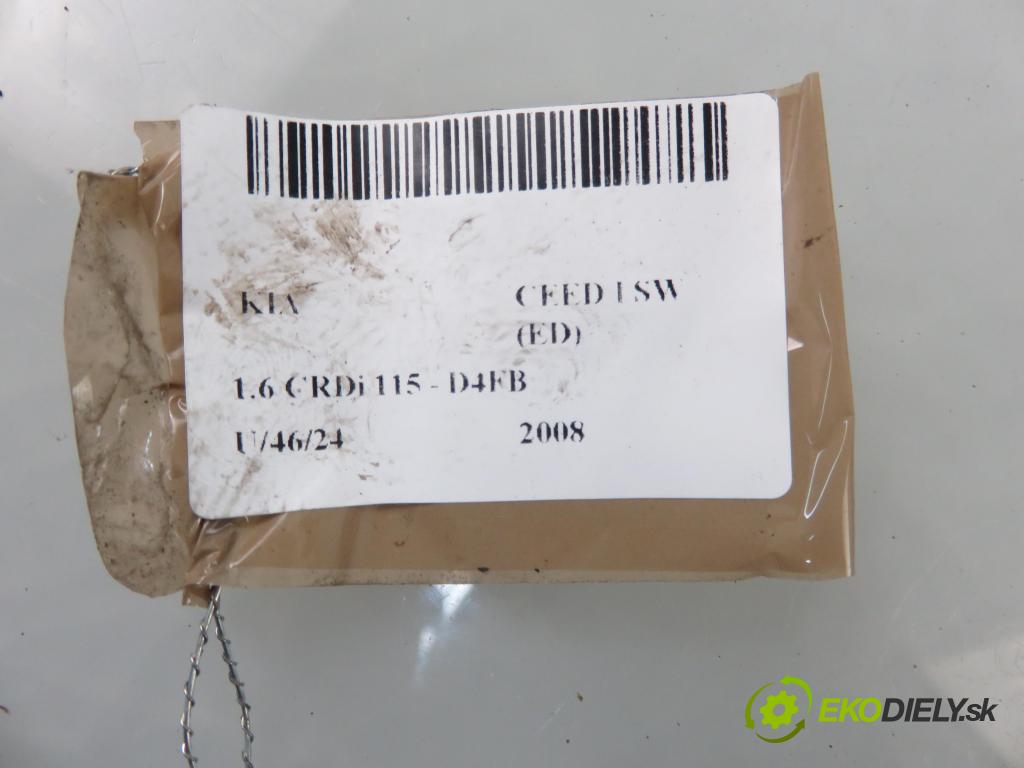 KIA CEED I SW
(ED)
1.6 CRDi 115 - D4FB
U/46/24 2008
EKODIELY.sk